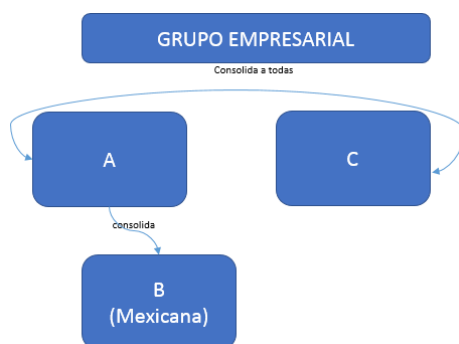 GRUPO EMPRESARIAL
Consolida a todas
A
C
consolida
B
(Mexicana)